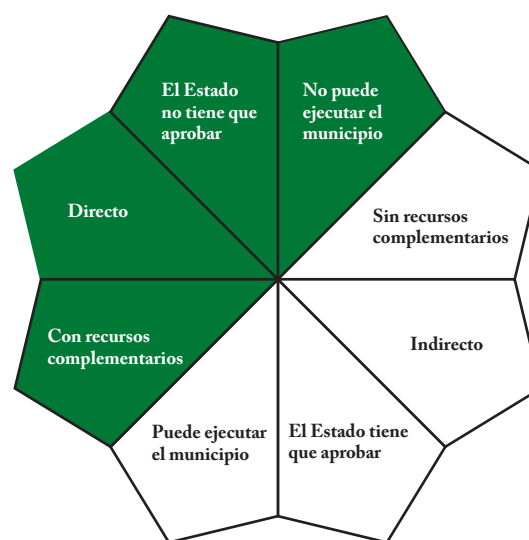 El Estado
no tiene que
aprobar
No puede
ejecutar el
municipio
Directo
Sin recursos
complementarios
Con recursos
complementarios
Indirecto
Puede ejecutar
el municipio
El Estado tiene
que aprobar